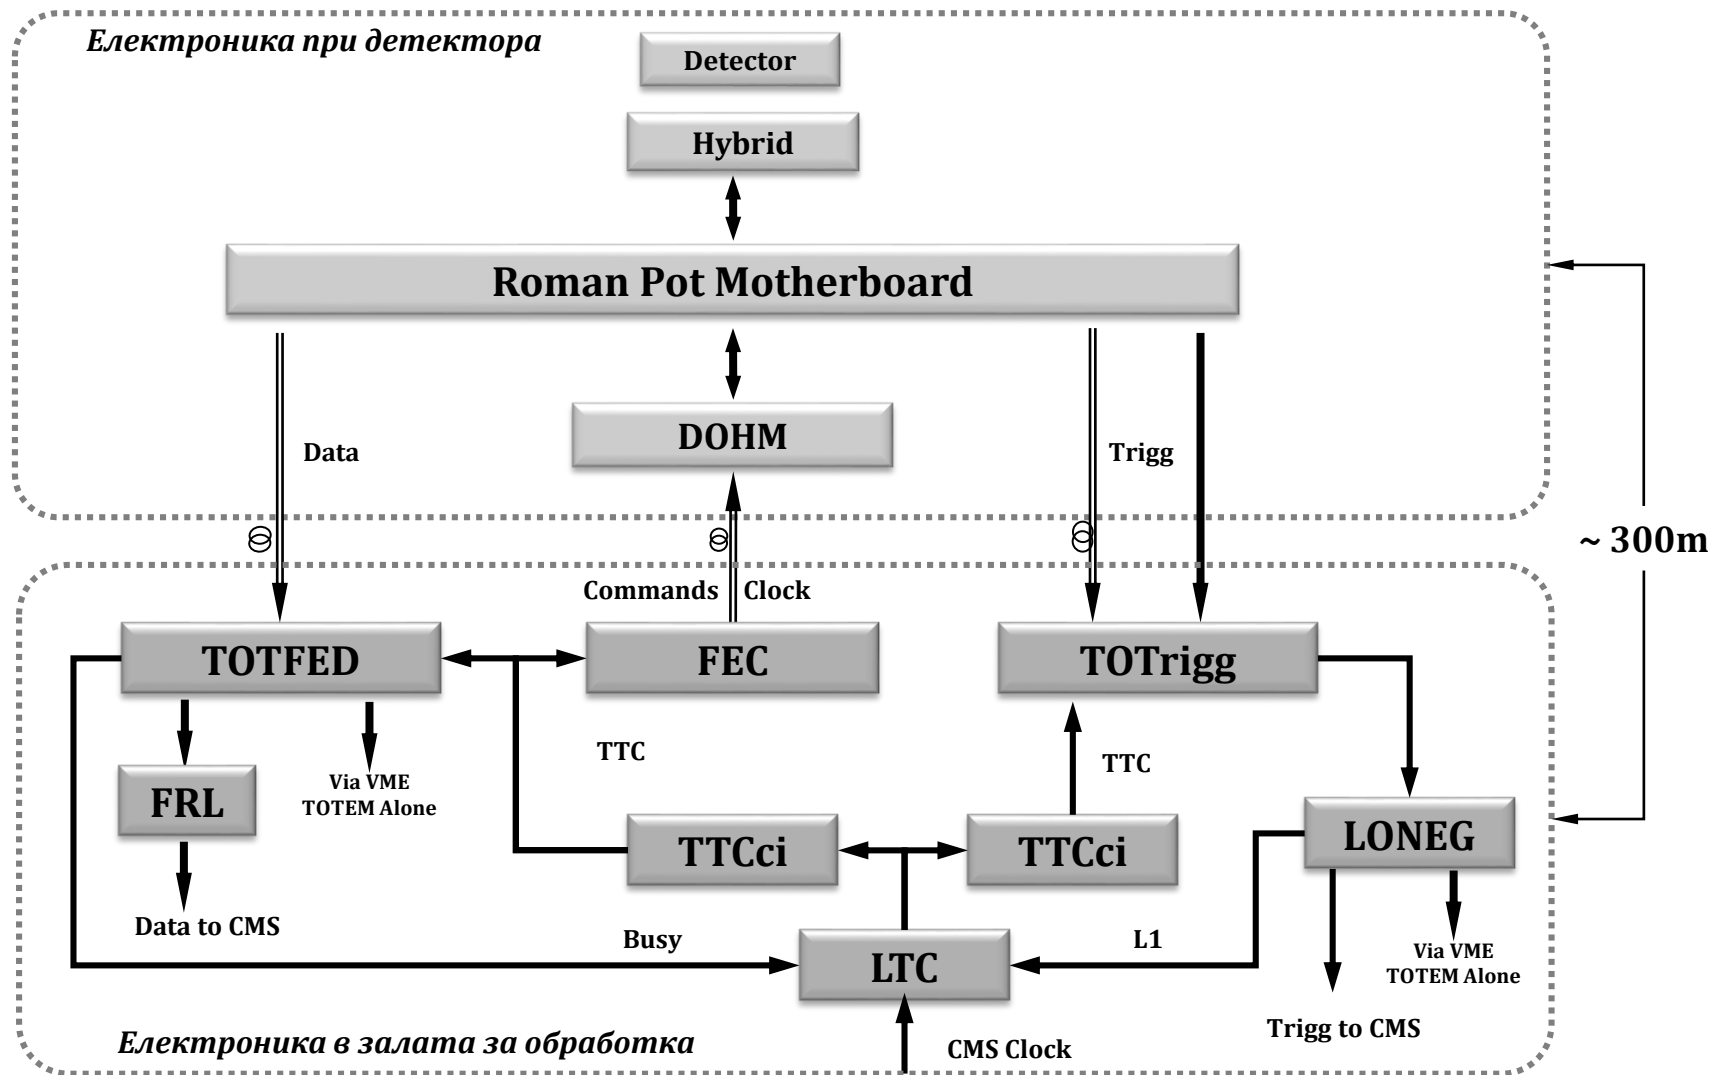 Електроника при детектора
Detector
Hybrid
Roman Pot Motherboard
DOHM
Data
Trigg
~ 300m
Commands
Clock
TOTFED
FEC
TOTrigg
TTC
TTC
Via VME
TOTEM Alone
FRL
TTCci
TTCci
LONEG
Data to CMS
Busy
L1
LTC
Via VME
TOTEM Alone
Trigg to CMS
Електроника в залата за обработка
CMS Clock